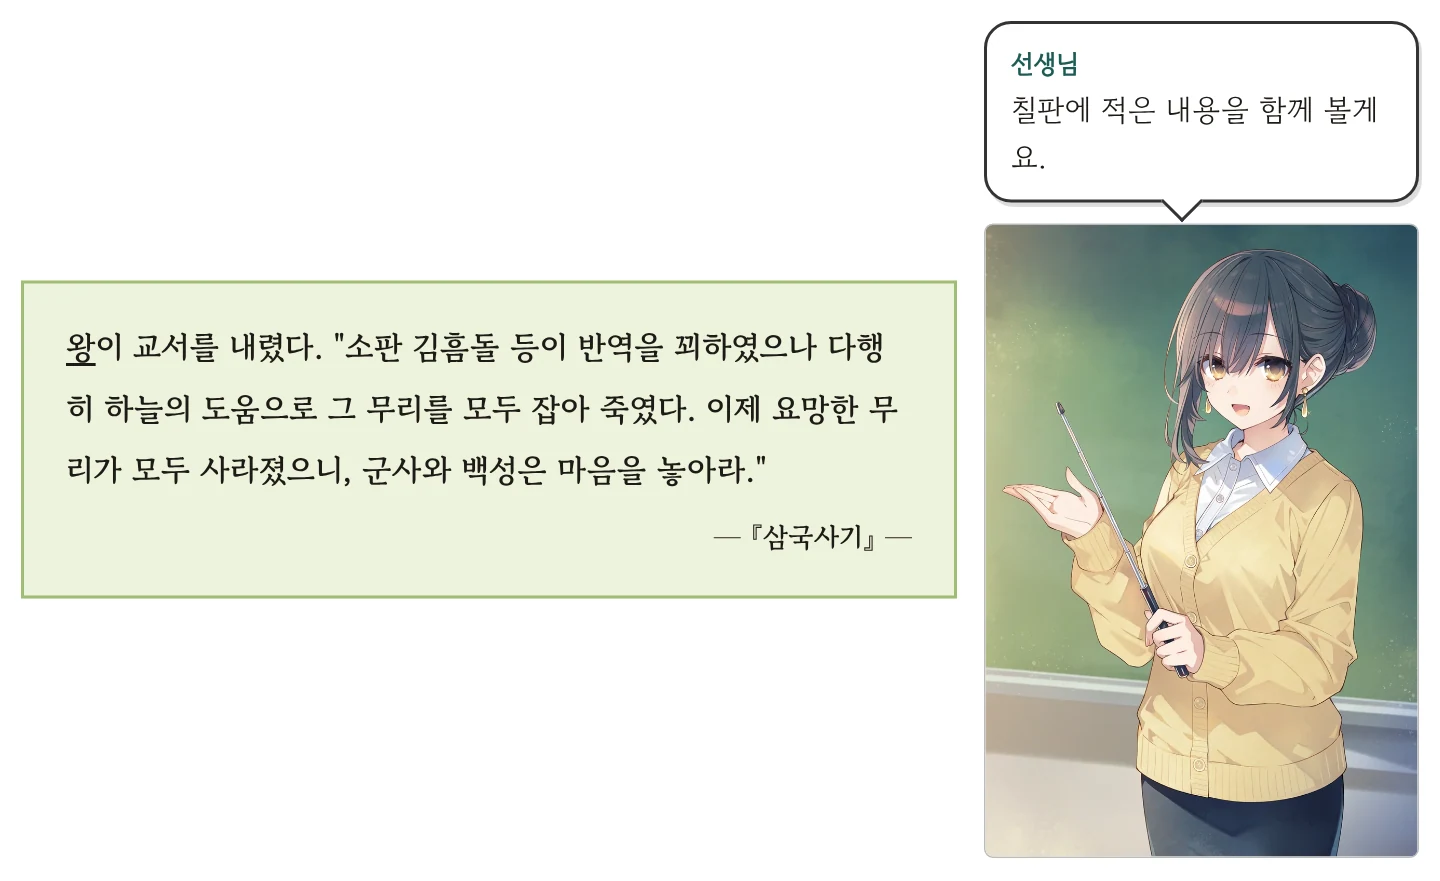 선생님
칠판에 적은 내용을 함께 볼게
요.
왕이 교서를 내렸다. "소판 김흠돌 등이 반역을 꾀하였으나 다행
히 하늘의 도움으로 그 무리를 모두 잡아 죽였다. 이제 요망한 무
리가 모두 사라졌으니, 군사와 백성은 마음을 놓아라."
― 『삼국사기』 ―